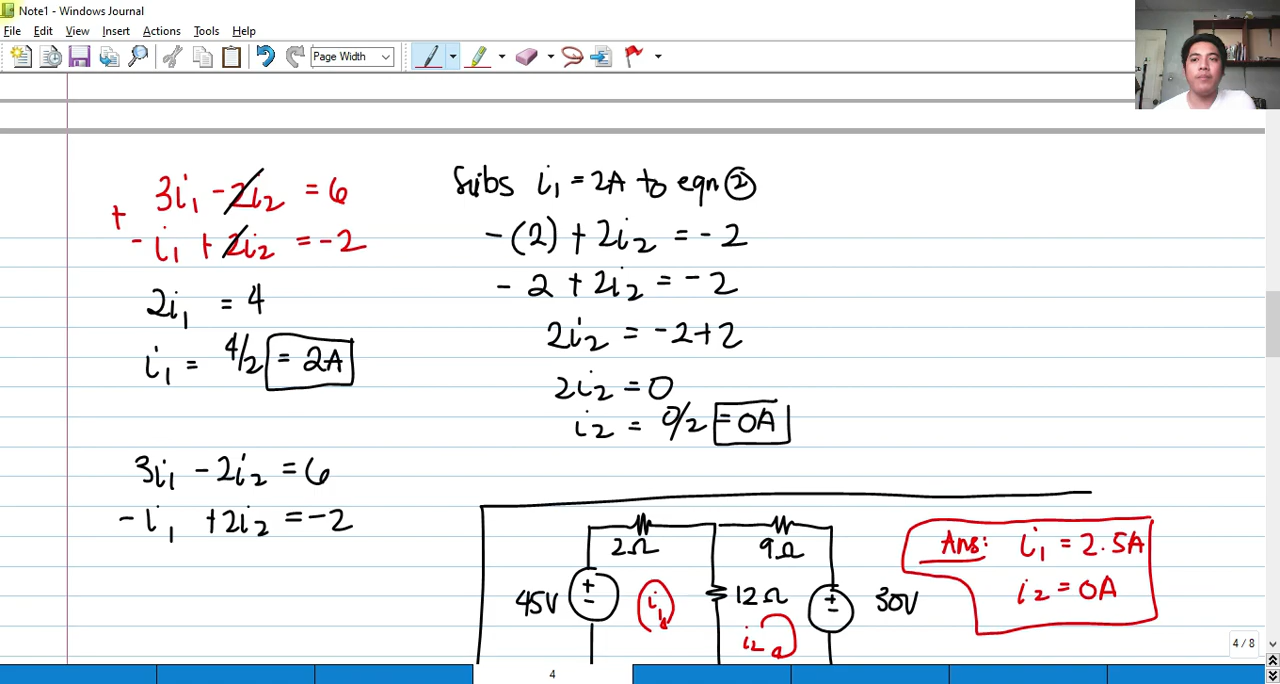 Note1 - Windows Journal
File Edit View Insert Actions Tools Help
Page Width
3i₁ - 2i₂ = 6
+
- i₁ + 2i₂ = -2
2i₁ = 4
i₁ = 4/2 = 2A
3i₁ - 2i₂ = 6
- i₁ + 2i₂ = -2
Subs i₁ = 2A to eqn ②
-(2) + 2i₂ = -2
- 2 + 2i₂ = - 2
2i₂ = -2+2
2i₂ = 0
i₂ = 0/2 = 0A
2Ω
9Ω
45V
+
-
i₁
12Ω
i₂
+
-
30V
Ans: i₁ = 2.5A
i₂ = 0A
4 / 8
4